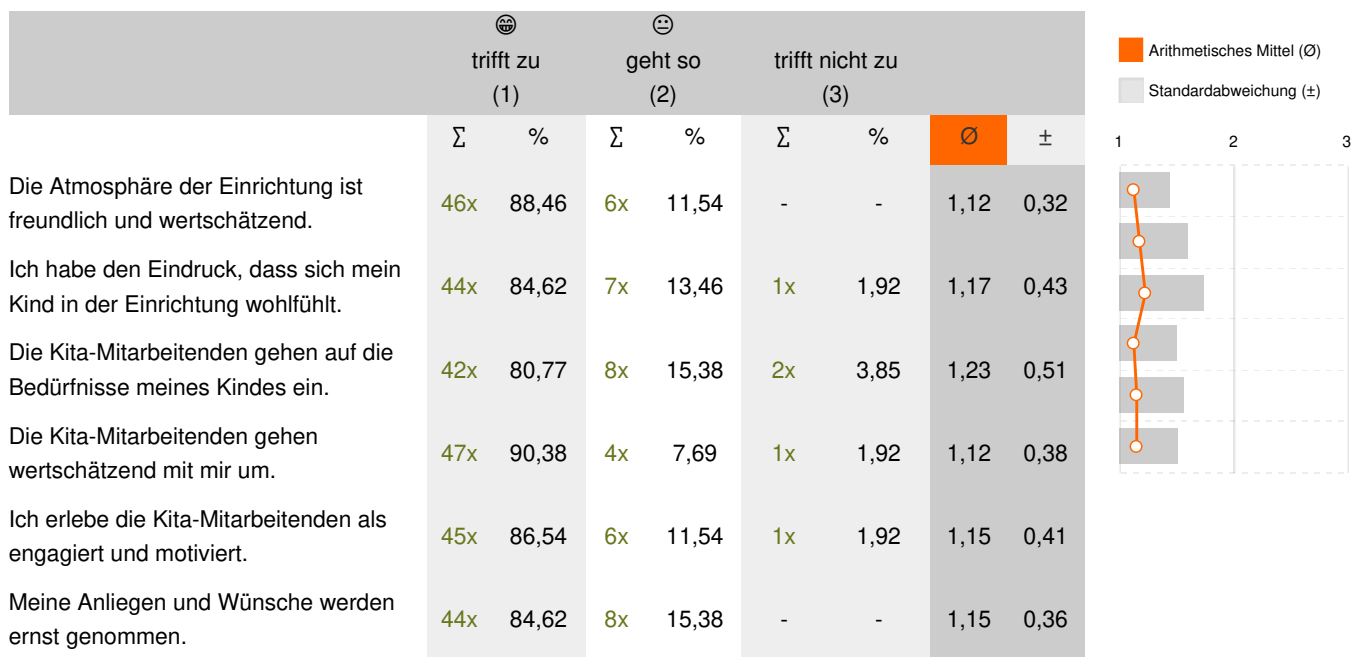 😁 😐
trifft zu geht so trifft nicht zu
(1) (2) (3)
Σ % Σ % Σ % Ø ±
Die Atmosphäre der Einrichtung ist
freundlich und wertschätzend.
46x 88,46 6x 11,54 - - 1,12 0,32
Ich habe den Eindruck, dass sich mein
Kind in der Einrichtung wohlfühlt.
44x 84,62 7x 13,46 1x 1,92 1,17 0,43
Die Kita-Mitarbeitenden gehen auf die
Bedürfnisse meines Kindes ein.
42x 80,77 8x 15,38 2x 3,85 1,23 0,51
Die Kita-Mitarbeitenden gehen
wertschätzend mit mir um.
47x 90,38 4x 7,69 1x 1,92 1,12 0,38
Ich erlebe die Kita-Mitarbeitenden als
engagiert und motiviert.
45x 86,54 6x 11,54 1x 1,92 1,15 0,41
Meine Anliegen und Wünsche werden
ernst genommen.
44x 84,62 8x 15,38 - - 1,15 0,36
Arithmetisches Mittel (Ø)
Standardabweichung (±)
1 2 3